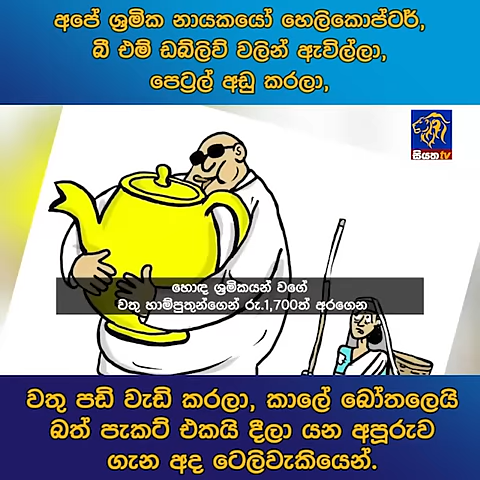 අපේ ශ්‍රමික නායකයෝ හෙලිකොප්ටර්,
බී එම් ඩබ්ලිව් වලින් ඇවිල්ලා,
පෙට්‍රල් අඩු කරලා,
සියත tv
හොඳ ශ්‍රමිකයන් වගේ
වතු හාමිපුතුන්ගෙන් රු.1,700ත් අරගෙන
වතු පඩි වැඩි කරලා, කාලේ බෝතලෙයි
බත් පැකට් එකයි දීලා යන අපූරුව
ගැන අද ටෙලිවැකියෙන්.